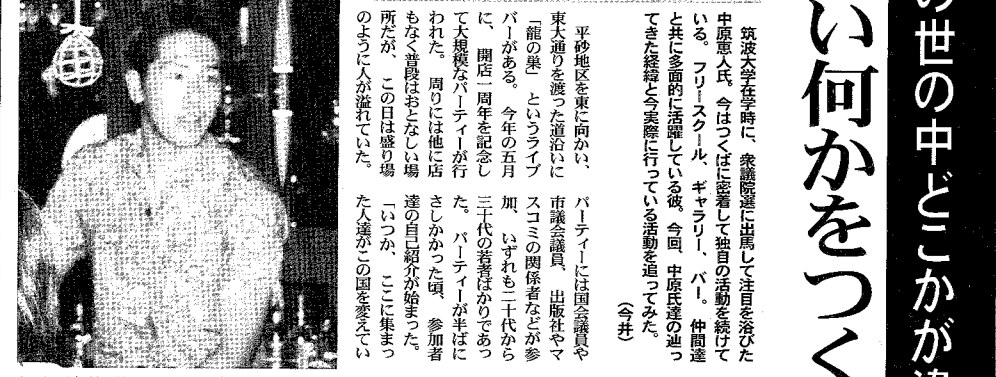 の世の中どこかが違
い何かをつく
筑波大学在学時に、衆議院選に出馬して注目を浴びた
中原恵人氏。今はつくばに密着して独自の活動を続けて
いる。フリースクール、ギャラリー、バー。仲間達
と共に多面的に活躍している彼。今回、中原氏達の辿っ
てきた経緯と今実際に行っている活動を追ってみた。
（今井）
平砂地区を東に向かい、
東大通りを渡った道沿いに
「龍の巣」というライブ
バーがある。今年の五月
に、開店一周年を記念し
て大規模なパーティーが行
われた。周りには他に店
もなく普段はおとなしい場
所だが、この日は盛り場
のように人が溢れていた。
パーティーには国会議員や
市議会議員、出版社やマ
スコミの関係者などが参
加、いずれも二十代から
三十代の若者ばかりであっ
た。パーティーが半ばに
さしかかった頃、参加者
達の自己紹介が始まった。
「いつか、ここに集まっ
た人達がこの国を変えてい